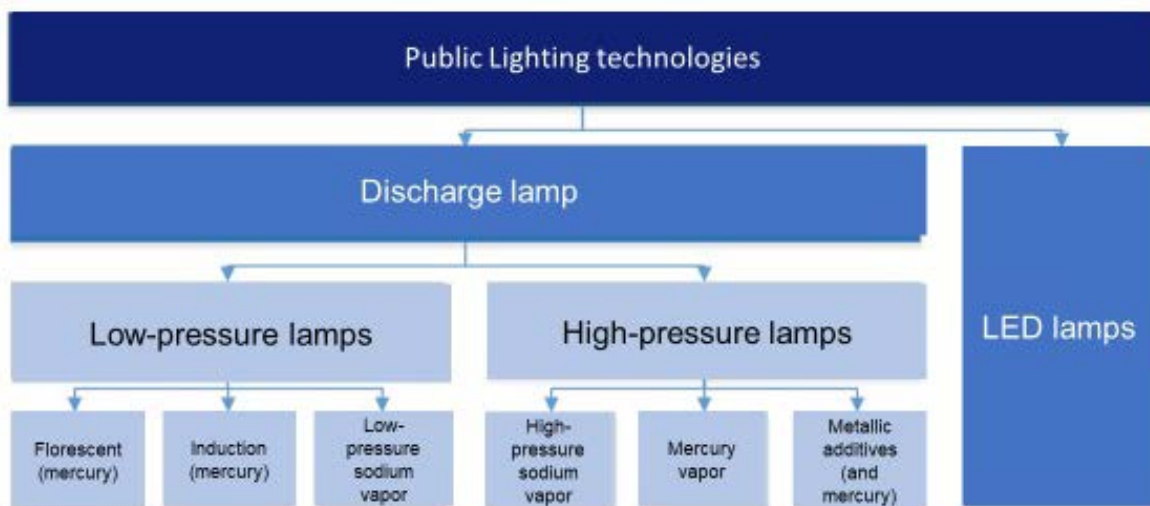 Public Lighting technologies
Discharge lamp
LED lamps
Low-pressure lamps
High-pressure lamps
Florescent
(mercury)
Induction
(mercury)
Low-
pressure
sodium
vapor
High-
pressure
sodium
vapor
Mercury
vapor
Metallic
additives
(and
mercury)